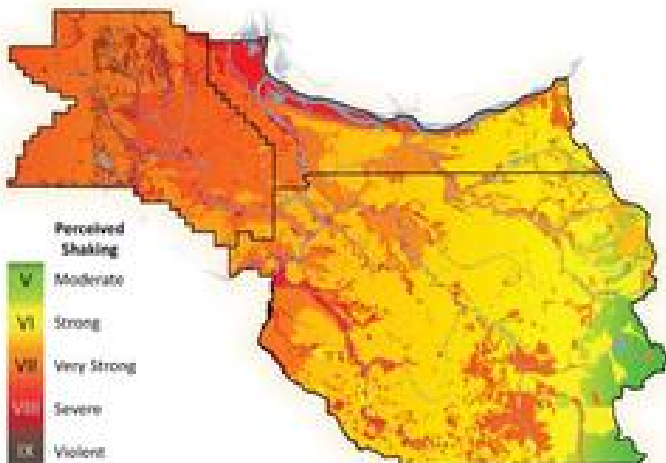 Perceived
Shaking
V Moderate
VI Strong
VII Very Strong
VIII Severe
IX Violent